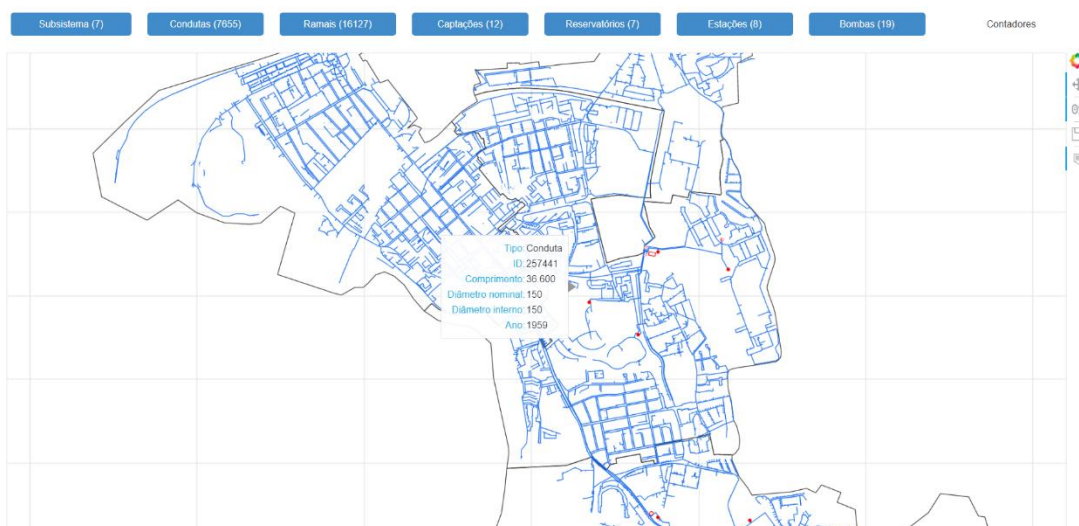 Subsistema (7)
Condutas (7655)
Ramais (16127)
Captações (12)
Reservatórios (7)
Estações (8)
Bombas (19)
Contadores
Tipo: Conduta
ID: 257441
Comprimento: 36.600
Diâmetro nominal: 150
Diâmetro interno: 150
Ano: 1959